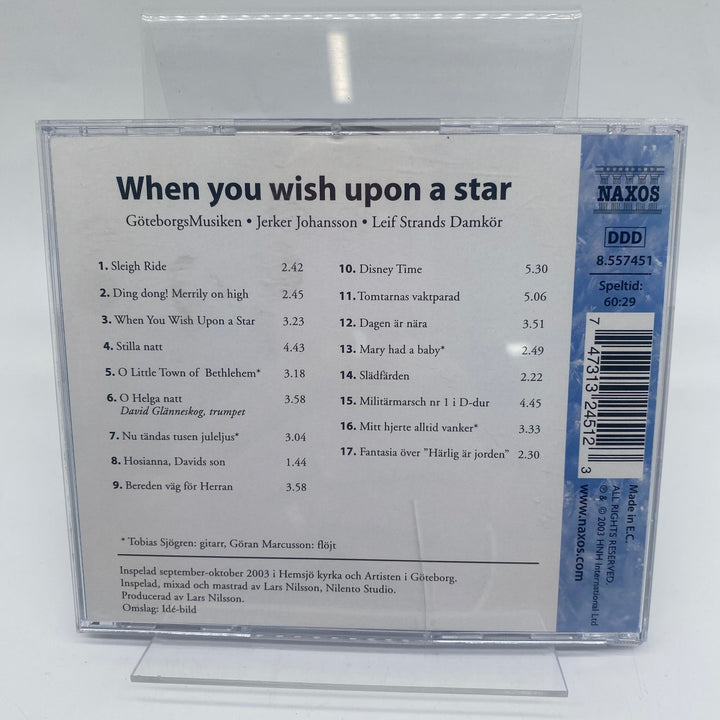 When you wish upon a star
GöteborgsMusiken • Jerker Johansson • Leif Strands Damkör
1. Sleigh Ride 2.42
2. Ding dong! Merrily on high 2.45
3. When You Wish Upon a Star 3.23
4. Stilla natt 4.43
5. O Little Town of Bethlehem* 3.18
6. O Helga natt 3.58
David Glänneskog, trumpet
7. Nu tändas tusen juleljus* 3.04
8. Hosianna, Davids son 1.44
9. Bereden väg för Herran 3.58
10. Disney Time 5.30
11. Tomtarnas vaktparad 5.06
12. Dagen är nära 3.51
13. Mary had a baby* 2.49
14. Slädfärden 2.22
15. Militärmarsch nr 1 i D-dur 4.45
16. Mitt hjerte alltid vanker* 3.33
17. Fantasia över ”Härlig är jorden” 2.30
* Tobias Sjögren: gitarr, Göran Marcusson: flöjt
Inspelad september-oktober 2003 i Hemsjö kyrka och Artisten i Göteborg.
Inspelad, mixad och mastrad av Lars Nilsson, Nilento Studio.
Producerad av Lars Nilsson.
Omslag: Idé-bild
NAXOS
DDD
8.557451
Speltid:
60:29
7 47313 24512 3
Made in E.C.
ALL RIGHTS RESERVED.
℗ & © 2003 HNH International Ltd
www.naxos.com